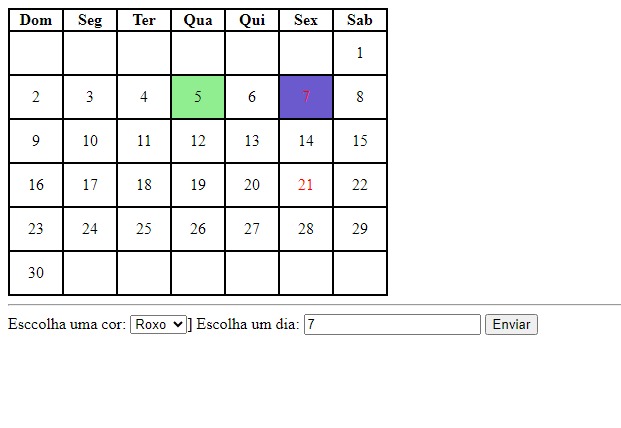 Dom Seg Ter Qua Qui Sex Sab
1
2 3 4 5 6 7 8
9 10 11 12 13 14 15
16 17 18 19 20 21 22
23 24 25 26 27 28 29
30
Esccolha uma cor: Roxo ] Escolha um dia: 7 Enviar